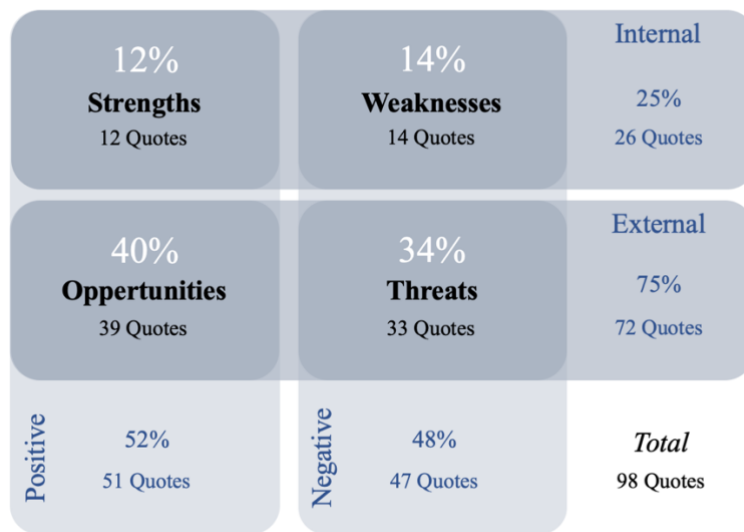 12%
Strengths
12 Quotes
14%
Weaknesses
14 Quotes
Internal
25%
26 Quotes
40%
Oppertunities
39 Quotes
34%
Threats
33 Quotes
External
75%
72 Quotes
Positive
52%
51 Quotes
Negative
48%
47 Quotes
Total
98 Quotes